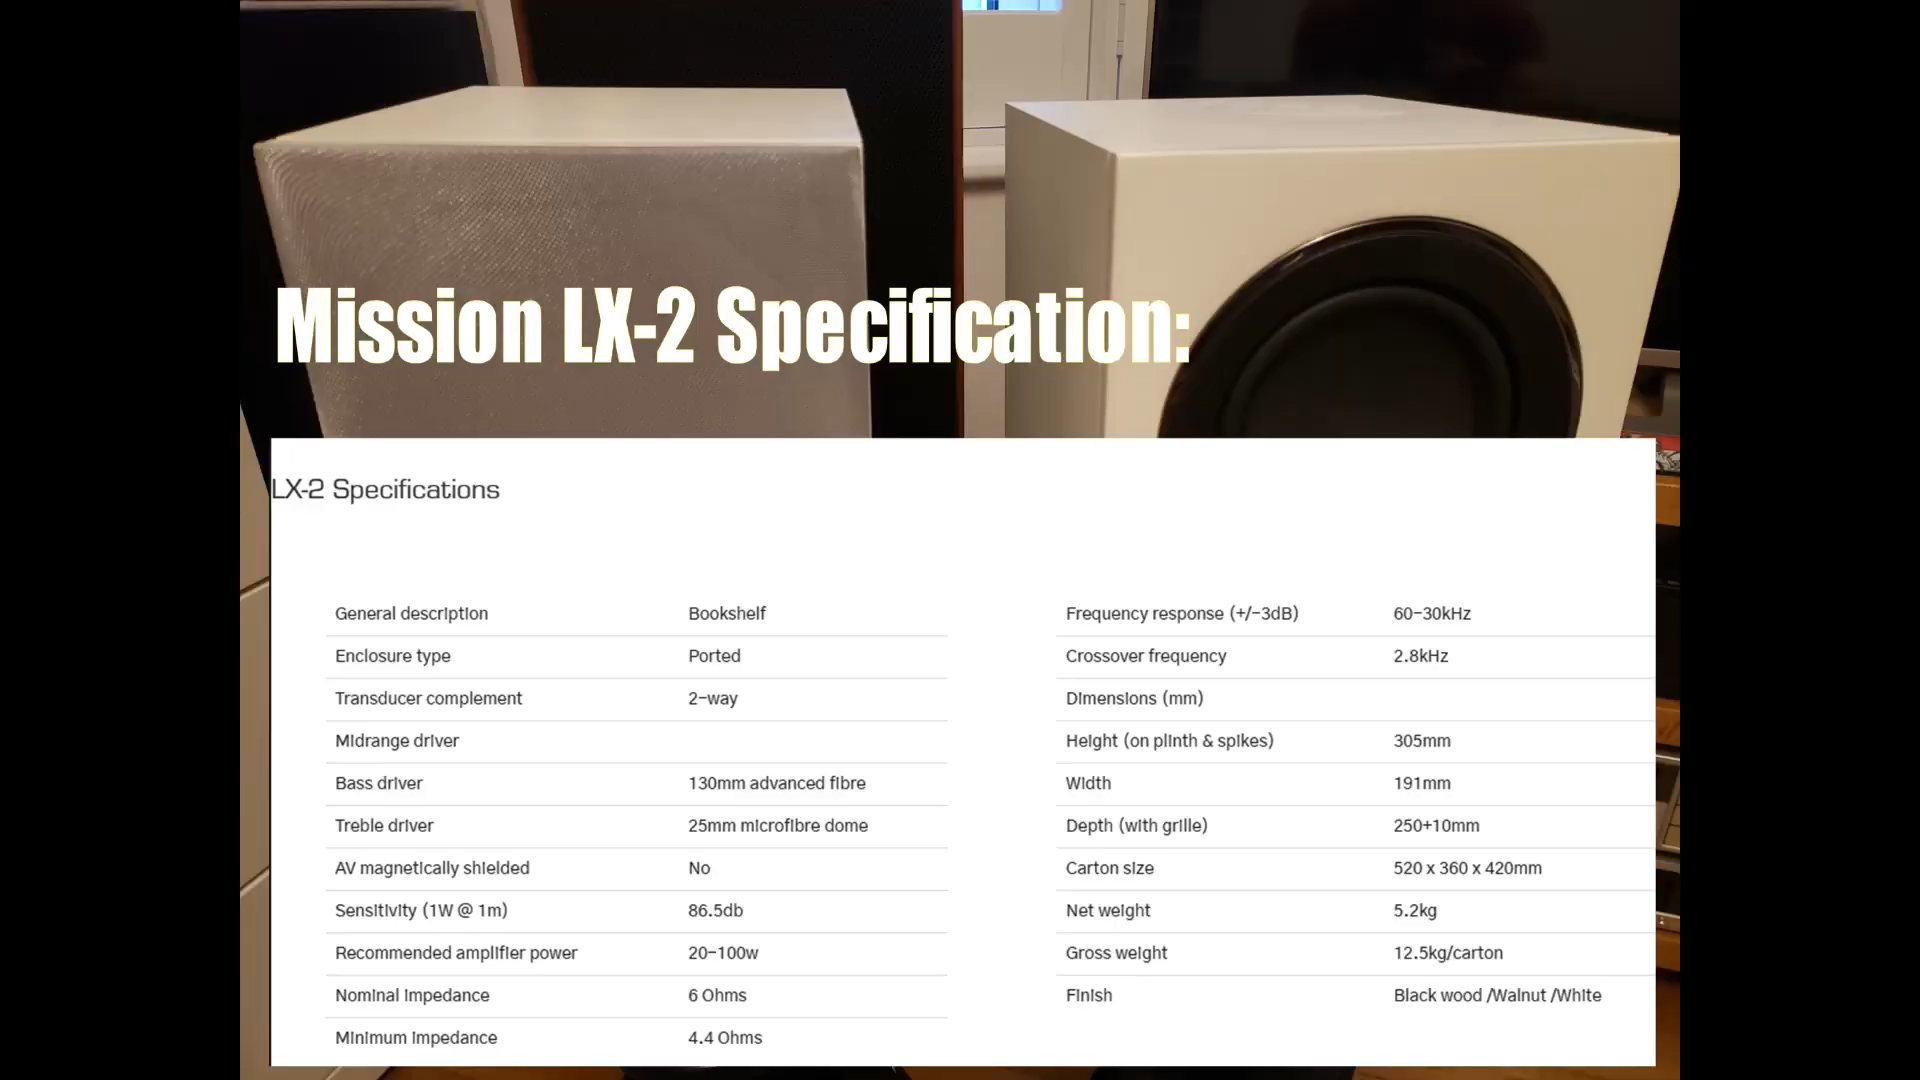 Mission LX-2 Specification:
LX-2 Specifications
General description Bookshelf
Enclosure type Ported
Transducer complement 2-way
Midrange driver
Bass driver 130mm advanced fibre
Treble driver 25mm microfibre dome
AV magnetically shielded No
Sensitivity (1W @ 1m) 86.5db
Recommended amplifier power 20-100w
Nominal impedance 6 Ohms
Minimum impedance 4.4 Ohms
Frequency response (+/-3dB) 60-30kHz
Crossover frequency 2.8kHz
Dimensions (mm)
Height (on plinth & spikes) 305mm
Width 191mm
Depth (with grille) 250+10mm
Carton size 520 x 360 x 420mm
Net weight 5.2kg
Gross weight 12.5kg/carton
Finish Black wood /Walnut /White